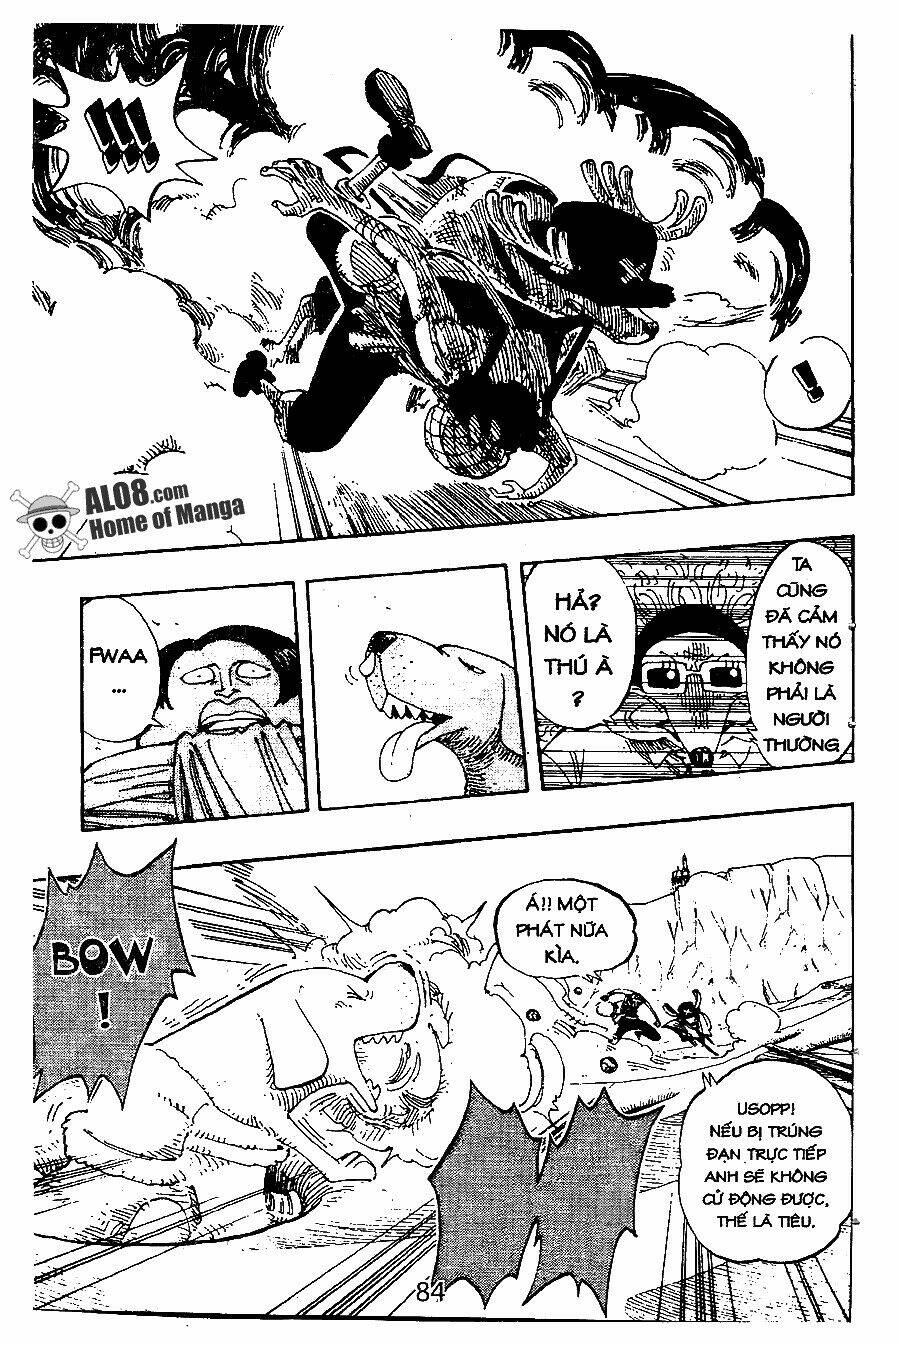 !!!
!
ALO8.com
Home of Manga
TA
CŨNG
ĐÃ CẢM
THẤY NÓ
KHÔNG
PHẢI LÀ
NGƯỜI
THƯỜNG
HẢ?
NÓ LÀ
THÚ À
?
FWAA
...
Á!! MỘT
PHÁT NỮA
KÌA.
BOW
!
USOPP!
NẾU BỊ TRÚNG
ĐẠN TRỰC TIẾP
ANH SẼ KHÔNG
CỬ ĐỘNG ĐƯỢC,
THẾ LÀ TIÊU.
84